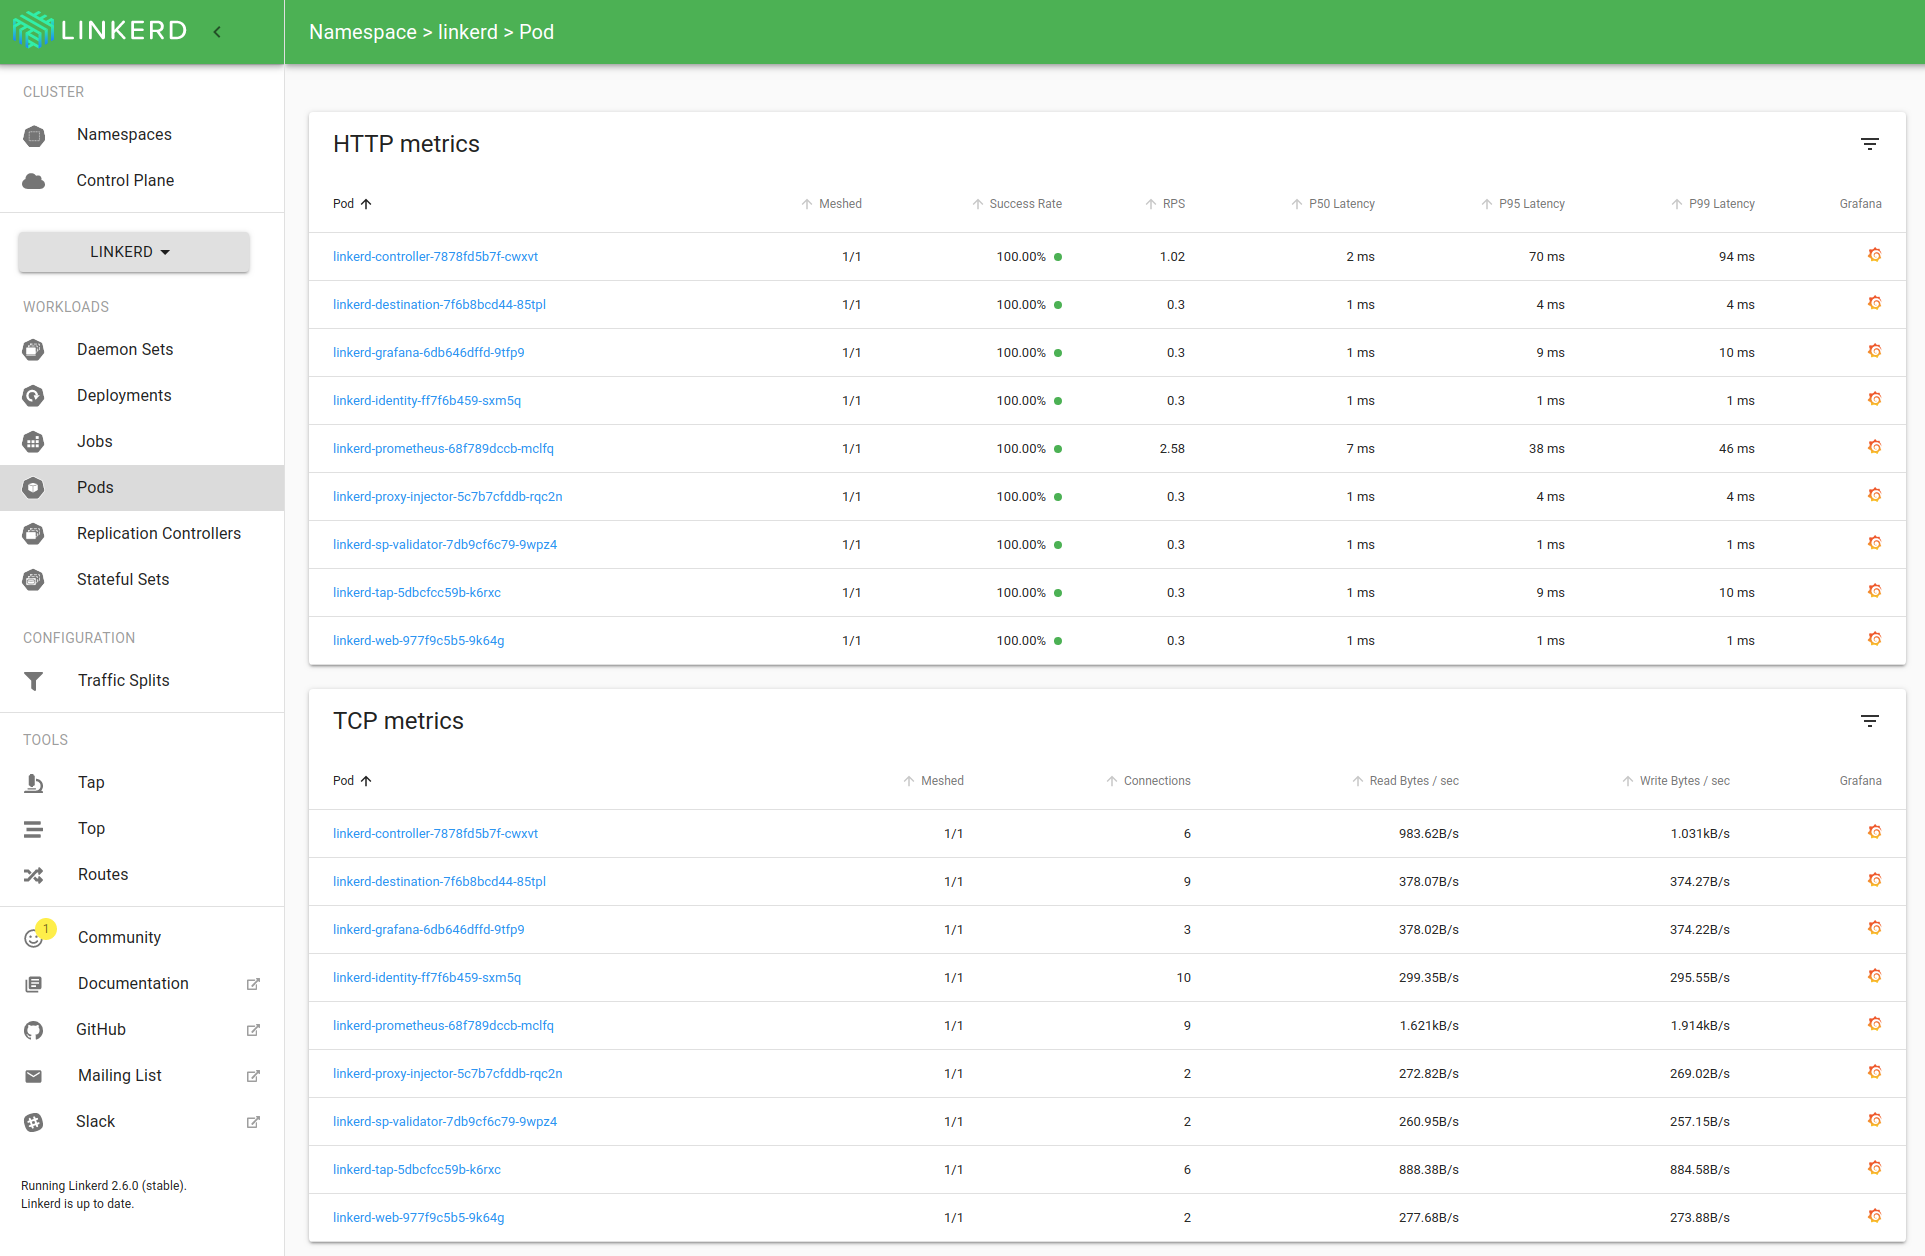 LINKERD
Namespace > linkerd > Pod
CLUSTER
Namespaces
Control Plane
LINKERD
WORKLOADS
Daemon Sets
Deployments
Jobs
Pods
Replication Controllers
Stateful Sets
CONFIGURATION
Traffic Splits
TOOLS
Tap
Top
Routes
1
Community
Documentation
GitHub
Mailing List
Slack
Running Linkerd 2.6.0 (stable).
Linkerd is up to date.
HTTP metrics
Pod Meshed Success Rate RPS P50 Latency P95 Latency P99 Latency Grafana
linkerd-controller-7878fd5b7f-cwxvt 1/1 100.00% 1.02 2 ms 70 ms 94 ms
linkerd-destination-7f6b8bcd44-85tpl 1/1 100.00% 0.3 1 ms 4 ms 4 ms
linkerd-grafana-6db646dffd-9tfp9 1/1 100.00% 0.3 1 ms 9 ms 10 ms
linkerd-identity-ff7f6b459-sxm5q 1/1 100.00% 0.3 1 ms 1 ms 1 ms
linkerd-prometheus-68f789dccb-mclfq 1/1 100.00% 2.58 7 ms 38 ms 46 ms
linkerd-proxy-injector-5c7b7cfddb-rqc2n 1/1 100.00% 0.3 1 ms 4 ms 4 ms
linkerd-sp-validator-7db9cf6c79-9wpz4 1/1 100.00% 0.3 1 ms 1 ms 1 ms
linkerd-tap-5dbcfcc59b-k6rxc 1/1 100.00% 0.3 1 ms 9 ms 10 ms
linkerd-web-977f9c5b5-9k64g 1/1 100.00% 0.3 1 ms 1 ms 1 ms
TCP metrics
Pod Meshed Connections Read Bytes / sec Write Bytes / sec Grafana
linkerd-controller-7878fd5b7f-cwxvt 1/1 6 983.62B/s 1.031kB/s
linkerd-destination-7f6b8bcd44-85tpl 1/1 9 378.07B/s 374.27B/s
linkerd-grafana-6db646dffd-9tfp9 1/1 3 378.02B/s 374.22B/s
linkerd-identity-ff7f6b459-sxm5q 1/1 10 299.35B/s 295.55B/s
linkerd-prometheus-68f789dccb-mclfq 1/1 9 1.621kB/s 1.914kB/s
linkerd-proxy-injector-5c7b7cfddb-rqc2n 1/1 2 272.82B/s 269.02B/s
linkerd-sp-validator-7db9cf6c79-9wpz4 1/1 2 260.95B/s 257.15B/s
linkerd-tap-5dbcfcc59b-k6rxc 1/1 6 888.38B/s 884.58B/s
linkerd-web-977f9c5b5-9k64g 1/1 2 277.68B/s 273.88B/s